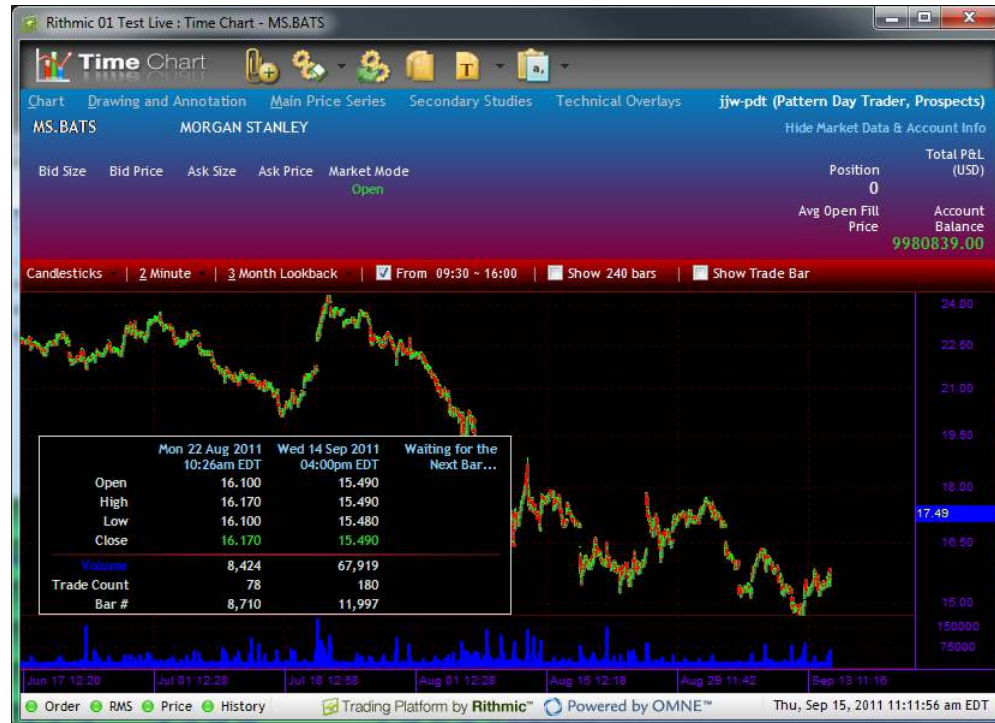 Rithmic 01 Test Live : Time Chart - MS.BATS
Time Chart
T
a,
Chart Drawing and Annotation Main Price Series Secondary Studies Technical Overlays jjw-pdt (Pattern Day Trader, Prospects)
MS.BATS MORGAN STANLEY Hide Market Data & Account Info
Bid Size Bid Price Ask Size Ask Price Market Mode Position Total P&L (USD)
Open 0
Avg Open Fill Price Account Balance
9980839.00
Candlesticks | 2 Minute | 3 Month Lookback | From 09:30 ~ 16:00 | Show 240 bars | Show Trade Bar
24.00
22.50
21.00
19.50
18.00
17.49
16.50
15.00
150000
75000
Mon 22 Aug 2011 Wed 14 Sep 2011 Waiting for the
10:26am EDT 04:00pm EDT Next Bar...
Open 16.100 15.490
High 16.170 15.490
Low 16.100 15.480
Close 16.170 15.490
Volume 8,424 67,919
Trade Count 78 180
Bar # 8,710 11,997
Jun 17 12:20 Jul 01 12:28 Jul 18 12:58 Aug 01 12:28 Aug 15 12:18 Aug 29 11:42 Sep 13 11:16
Order RMS Price History Trading Platform by Rithmic™ Powered by OMNE™ Thu, Sep 15, 2011 11:11:56 am EDT